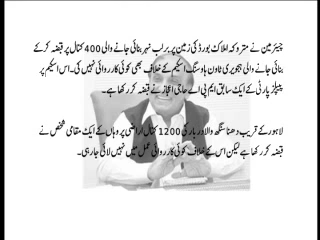 چیئرمین نے متروکہ املاک بورڈ کی زمین پر برلب نہر بنائی جانے والی 400 کنال پر قبضہ کر کے
بنائی جانے والی ہجویری ٹاون ہاوسنگ اسکیم کے خلاف بھی کوئی کارروائی نہیں کی۔ اس اسکیم پر
پیپلز پارٹی کے ایک سابق ایم پی اے حاجی اعجاز نے قبضہ کر رکھا ہے۔
لاہور کے قریب دھنا سنگھ والا دربار کی 1200 کنال اراضی پر وہاں کے ایک مقامی شخص نے
قبضہ کر رکھا ہے لیکن اس کے خلاف کوئی کارروائی عمل میں نہیں لائی جا رہی۔